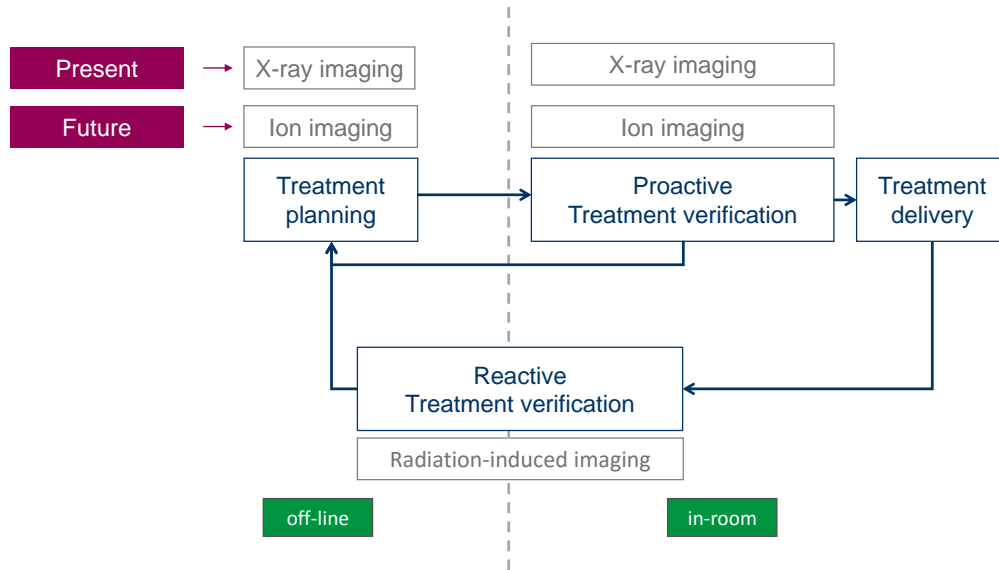 Present
X-ray imaging
X-ray imaging
Future
Ion imaging
Ion imaging
Treatment
planning
Proactive
Treatment verification
Treatment
delivery
Reactive
Treatment verification
Radiation-induced imaging
off-line
in-room